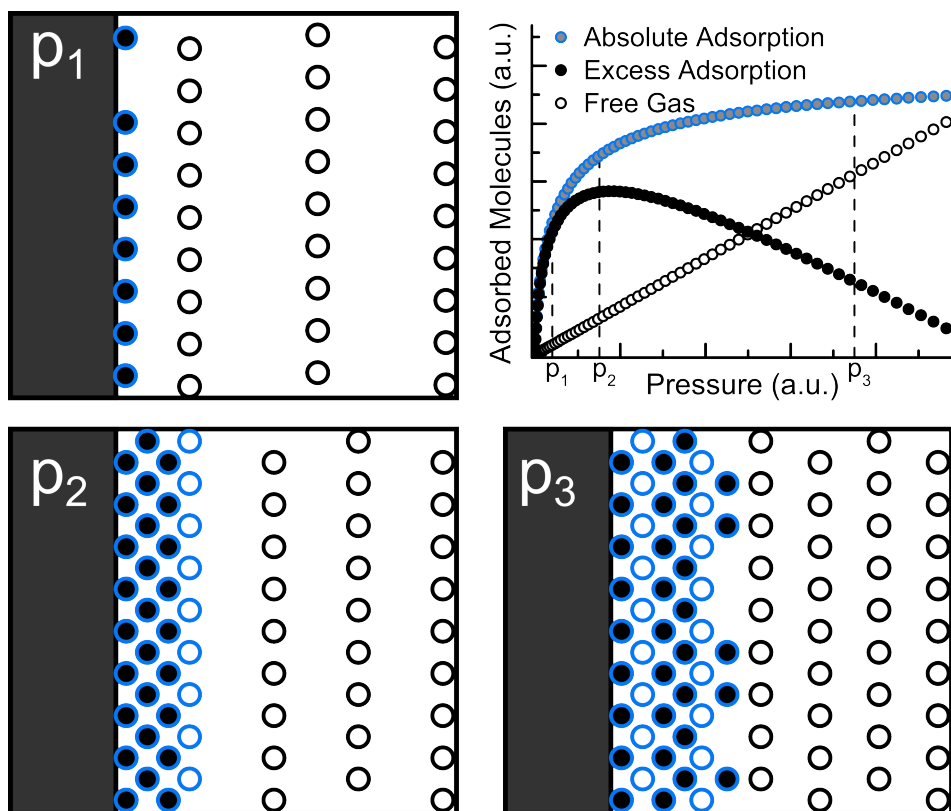 p1
Absolute Adsorption
Excess Adsorption
Free Gas
Adsorbed Molecules (a.u.)
p1
p2
p3
Pressure (a.u.)
p2
p3